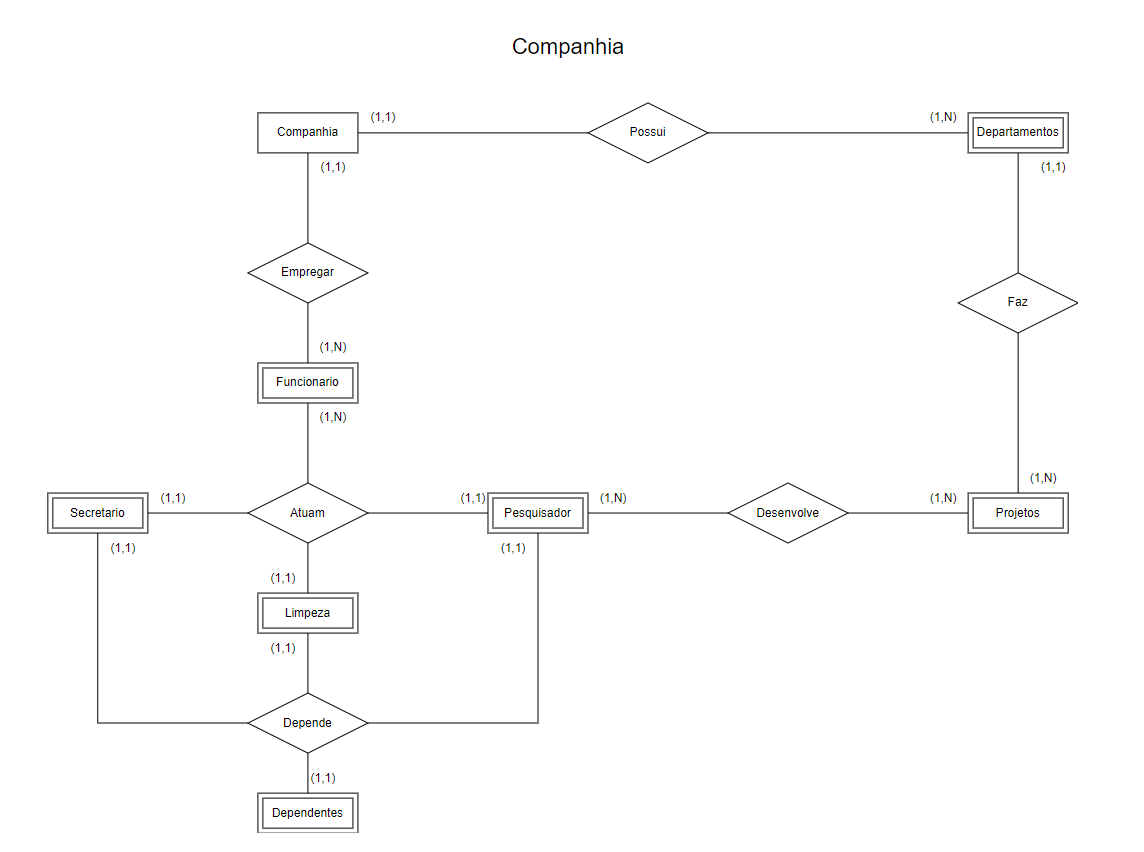 Companhia
(1,1)
(1,N)
Companhia
Possui
Departamentos
(1,1)
(1,1)
Empregar
Faz
(1,N)
Funcionario
(1,N)
(1,N)
(1,1)
(1,1)
(1,N)
(1,N)
Secretario
Atuam
Pesquisador
Desenvolve
Projetos
(1,1)
(1,1)
(1,1)
Limpeza
(1,1)
Depende
(1,1)
Dependentes